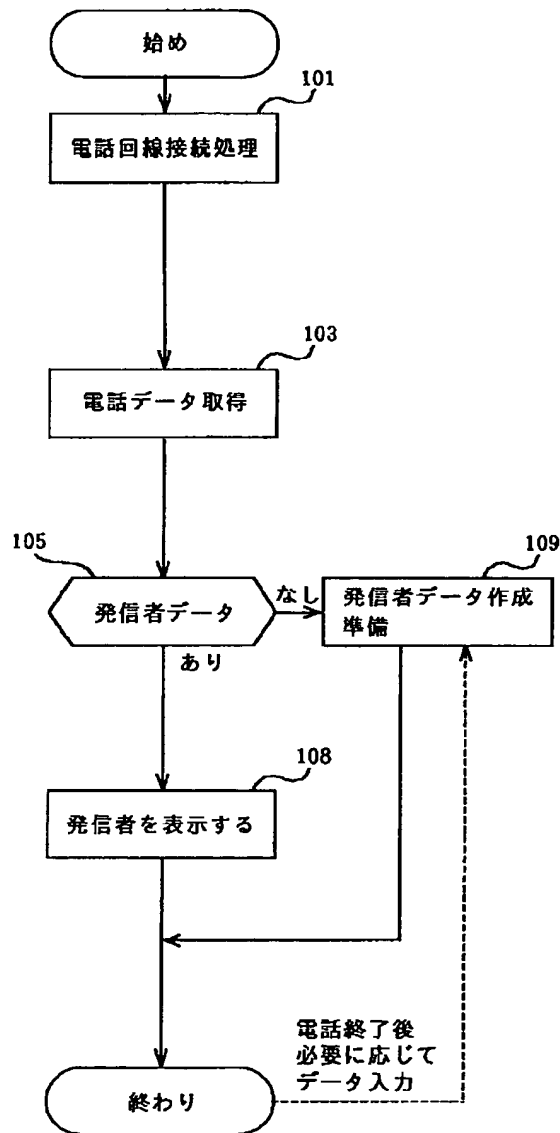 始め
101
電話回線接続処理
103
電話データ取得
105
発信者データ
なし
109
発信者データ作成
準備
あり
108
発信者を表示する
電話終了後
必要に応じて
データ入力
終わり